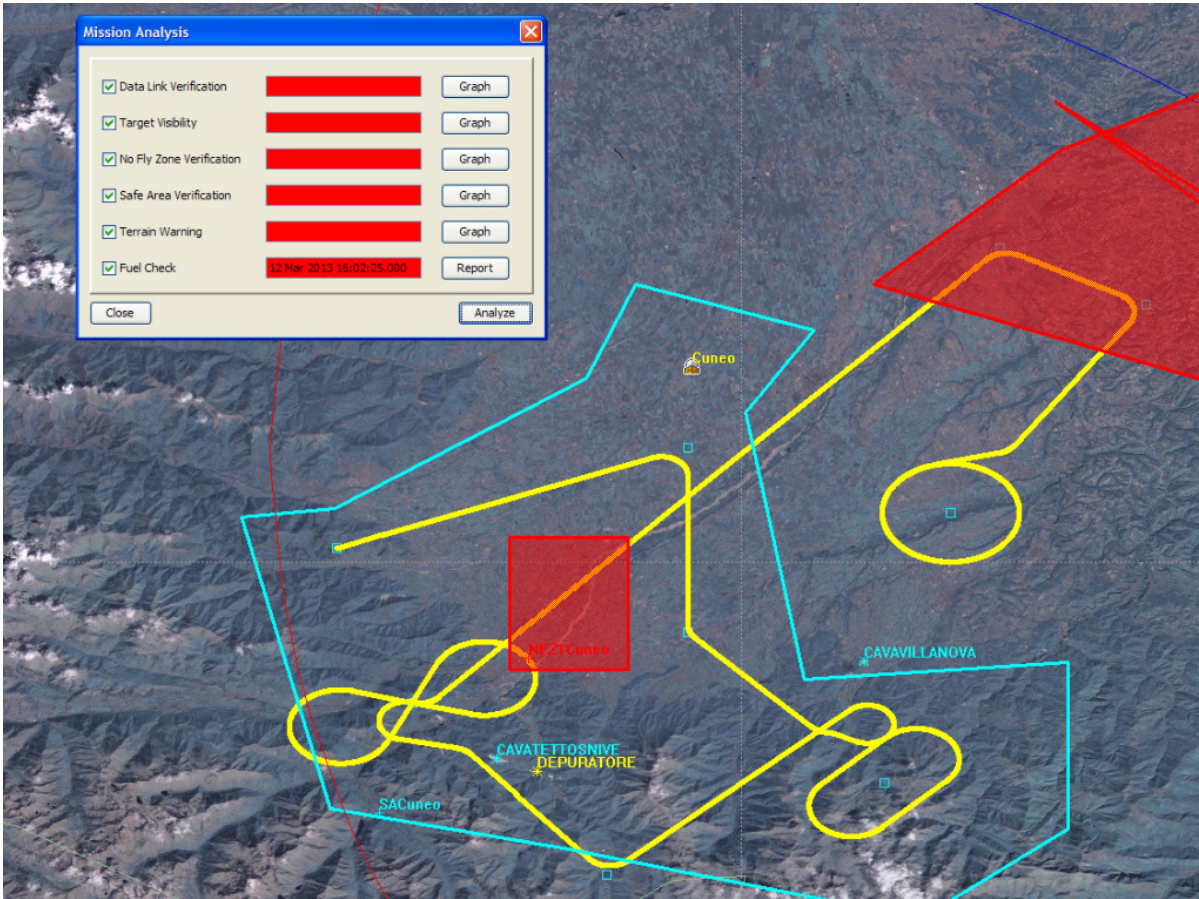 Mission Analysis
Data Link Verification Graph
Target Visibility Graph
No Fly Zone Verification Graph
Safe Area Verification Graph
Terrain Warning Graph
Fuel Check 12 Mar 2013 16:02:25.000 Report
Close Analyze
Cuneo
NFZ1Cuneo
CAVAVILLANOVA
CAVATETTOSNIVE
DEPURATORE
SACuneo